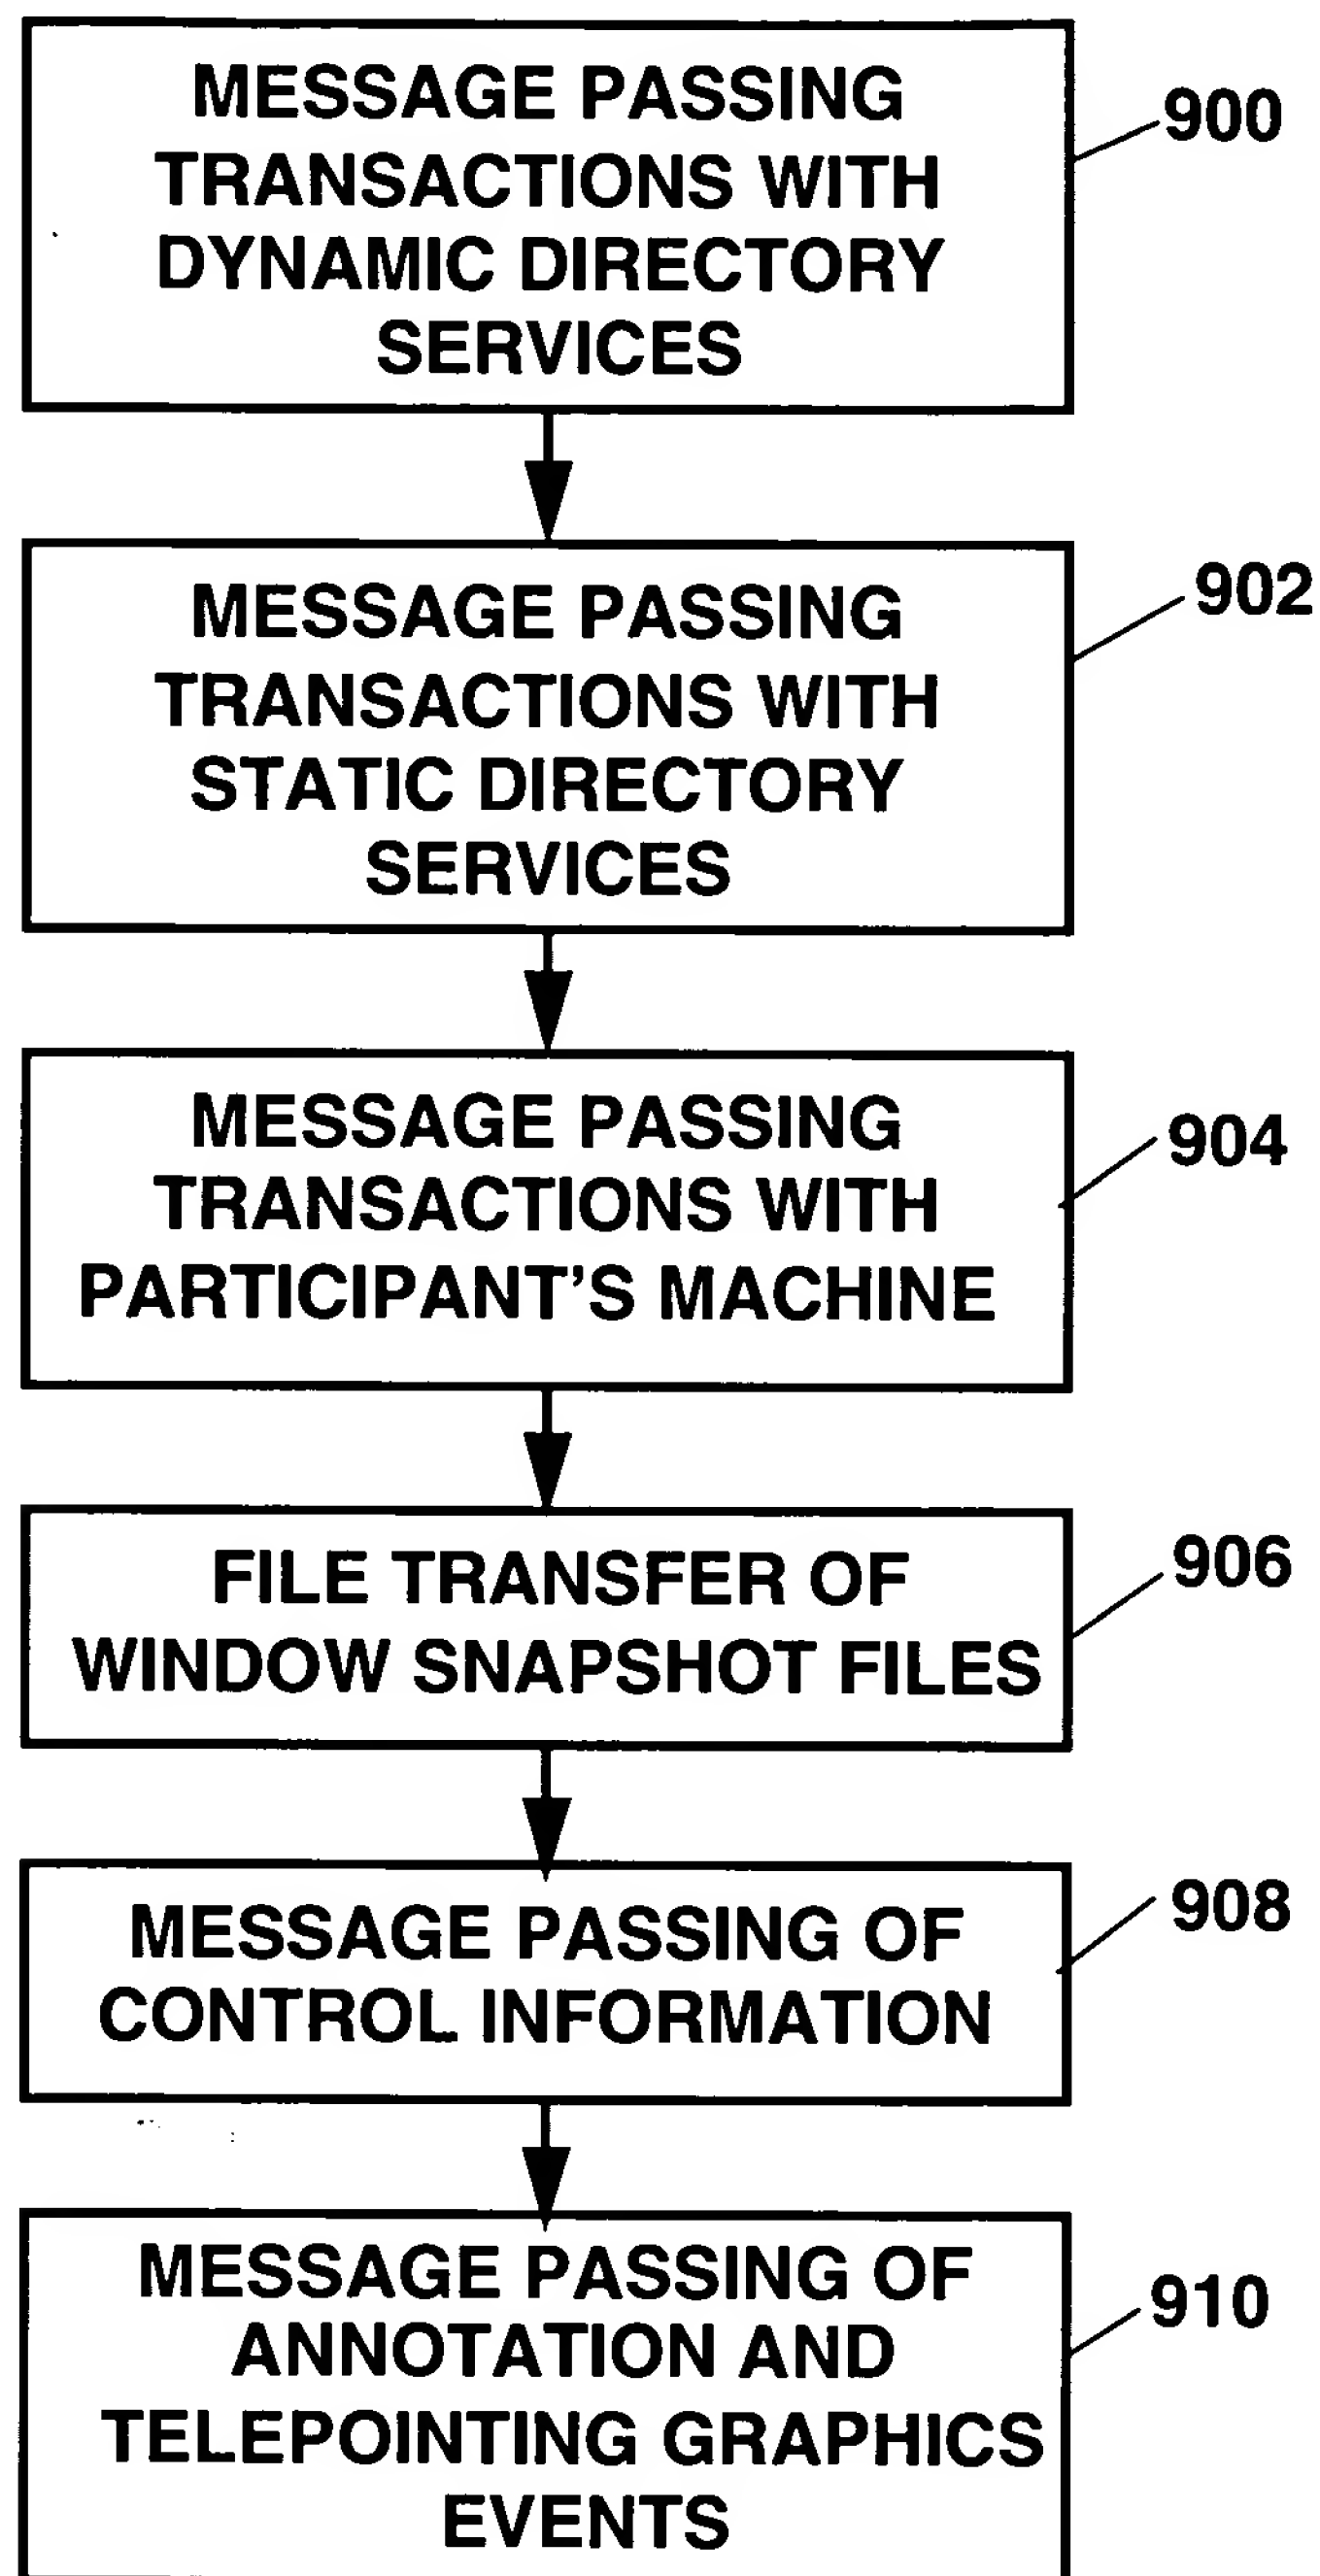 MESSAGE PASSING
TRANSACTIONS WITH
DYNAMIC DIRECTORY
SERVICES
900
MESSAGE PASSING
TRANSACTIONS WITH
STATIC DIRECTORY
SERVICES
902
MESSAGE PASSING
TRANSACTIONS WITH
PARTICIPANT'S MACHINE
904
FILE TRANSFER OF
WINDOW SNAPSHOT FILES
906
MESSAGE PASSING OF
CONTROL INFORMATION
908
MESSAGE PASSING OF
ANNOTATION AND
TELEPOINTING GRAPHICS
EVENTS
910